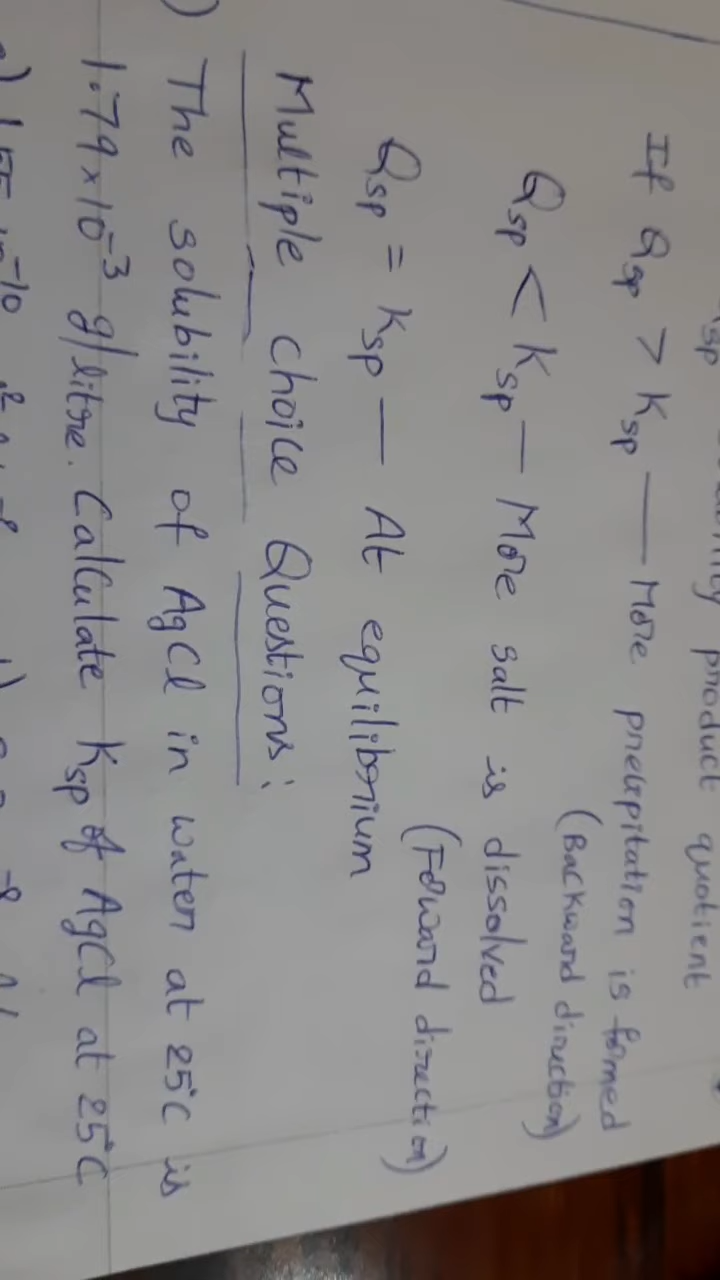 product quotient
If Qsp > Ksp — More precipitation is formed
(Backward direction)
Qsp < Ksp — More salt is dissolved
(Forward direction)
Qsp = Ksp — At equilibrium
Multiple choice Questions:
) The solubility of AgCl in water at 25°C is
1.79 × 10⁻³ g/litre. Calculate Ksp of AgCl at 25°C